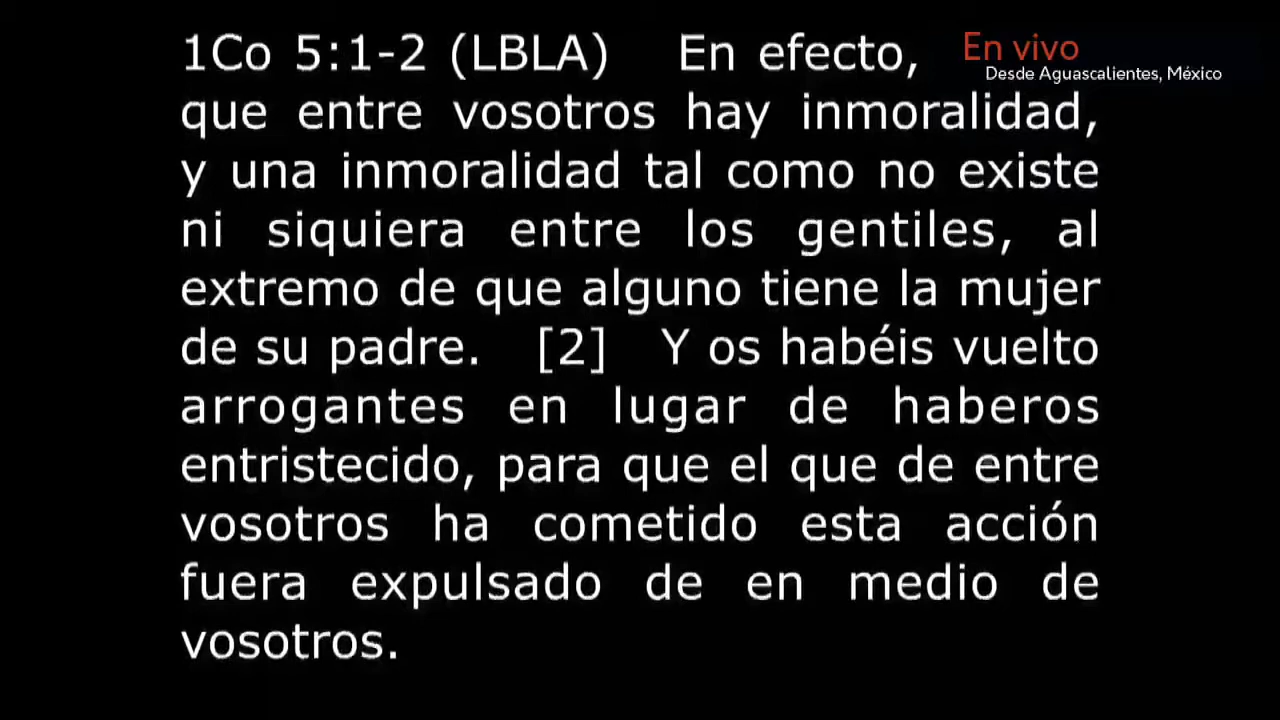 1Co 5:1-2 (LBLA) En efecto,
En vivo
Desde Aguascalientes, México
que entre vosotros hay inmoralidad,
y una inmoralidad tal como no existe
ni siquiera entre los gentiles, al
extremo de que alguno tiene la mujer
de su padre. [2] Y os habéis vuelto
arrogantes en lugar de haberos
entristecido, para que el que de entre
vosotros ha cometido esta acción
fuera expulsado de en medio de
vosotros.